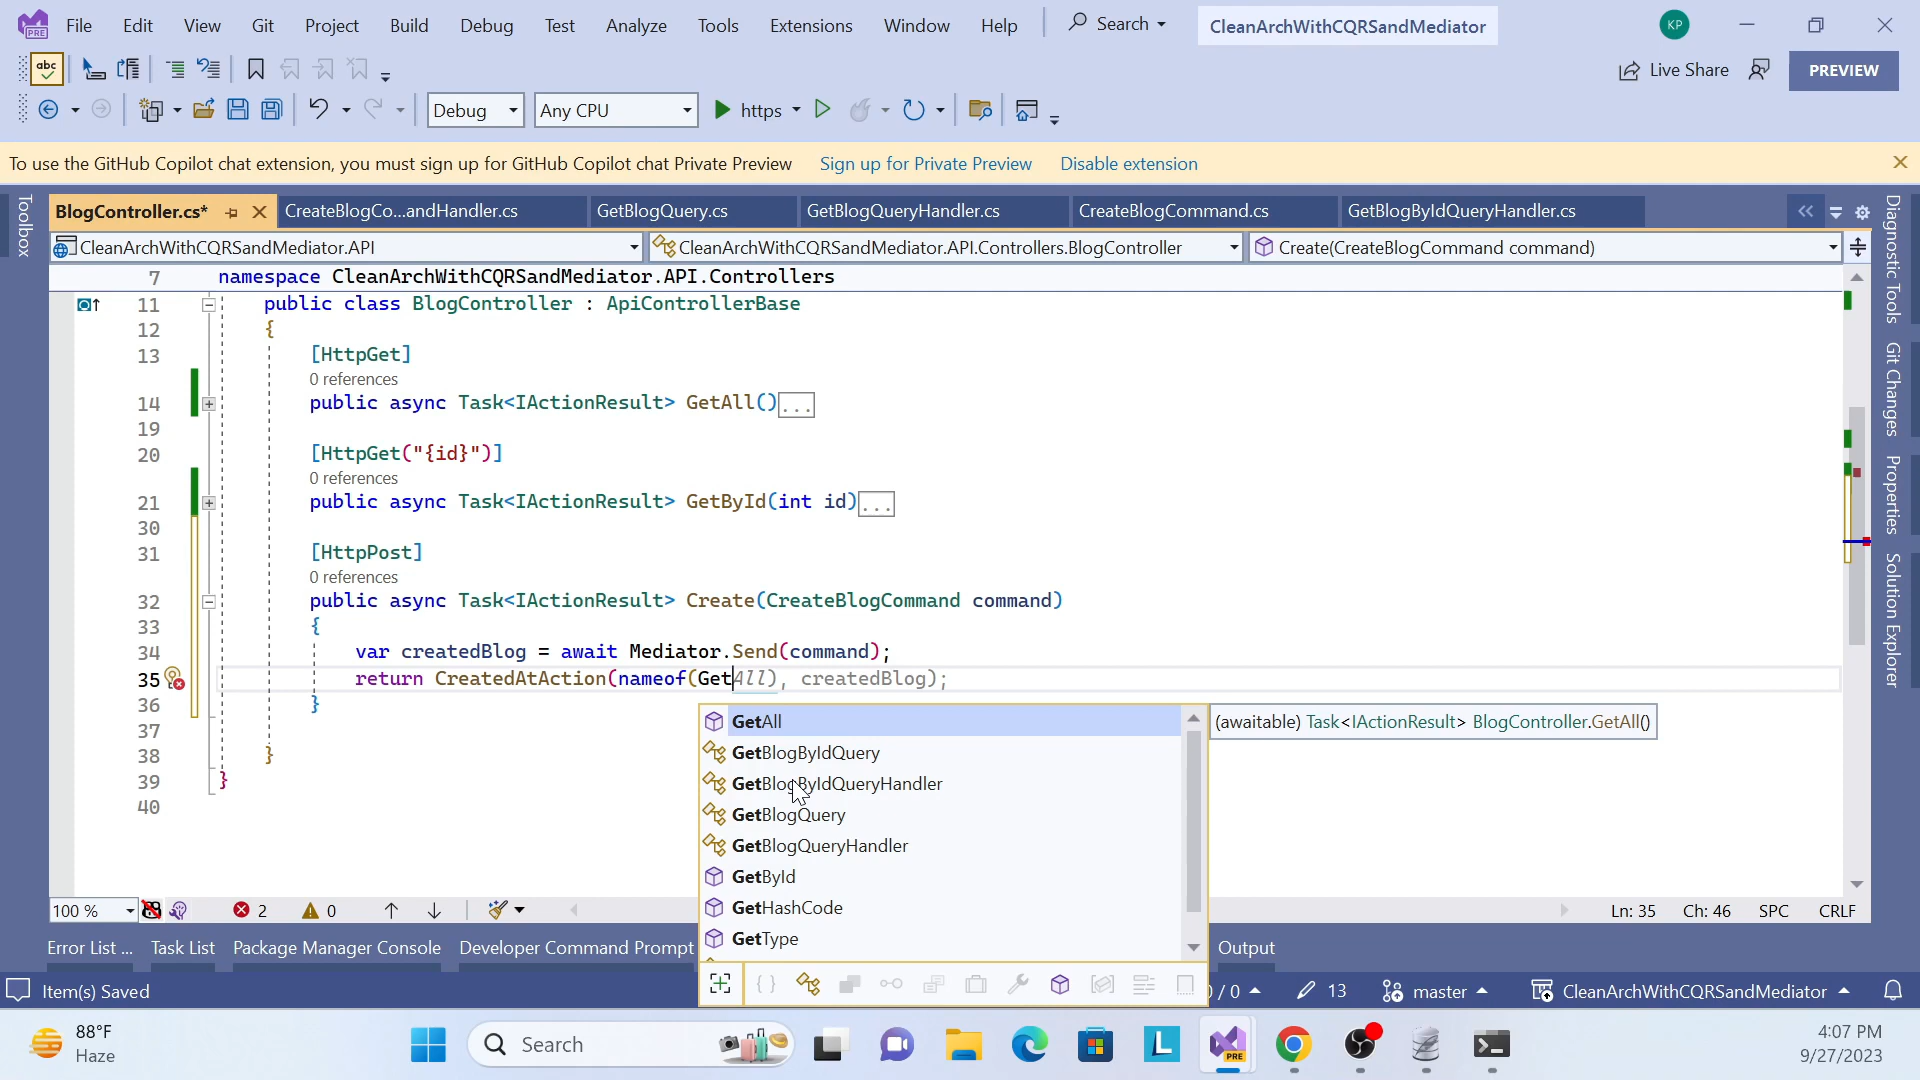 File Edit View Git Project Build Debug Test Analyze Tools Extensions Window Help Search CleanArchWithCQRSandMediator KP
PRE
abc
Live Share PREVIEW
Debug Any CPU https
To use the GitHub Copilot chat extension, you must sign up for GitHub Copilot chat Private Preview Sign up for Private Preview Disable extension
Toolbox
BlogController.cs* CreateBlogCo...andHandler.cs GetBlogQuery.cs GetBlogQueryHandler.cs CreateBlogCommand.cs GetBlogByIdQueryHandler.cs
CleanArchWithCQRSandMediator.API CleanArchWithCQRSandMediator.API.Controllers.BlogController Create(CreateBlogCommand command)
7 namespace CleanArchWithCQRSandMediator.API.Controllers
11 public class BlogController : ApiControllerBase
12 {
13 [HttpGet]
0 references
14 public async Task<IActionResult> GetAll()...
19
20 [HttpGet("{id}")]
0 references
21 public async Task<IActionResult> GetById(int id)...
30
31 [HttpPost]
0 references
32 public async Task<IActionResult> Create(CreateBlogCommand command)
33 {
34 var createdBlog = await Mediator.Send(command);
35 return CreatedAtAction(nameof(GetAll), createdBlog);
36 }
37
38 }
39 }
40
GetAll
GetBlogByIdQuery
GetBlogByIdQueryHandler
GetBlogQuery
GetBlogQueryHandler
GetById
GetHashCode
GetType
(awaitable) Task<IActionResult> BlogController.GetAll()
Diagnostic Tools
Git Changes
Properties
Solution Explorer
100 % 2 0 Ln: 35 Ch: 46 SPC CRLF
Error List ... Task List Package Manager Console Developer Command Prompt Output
Item(s) Saved / 0 13 master CleanArchWithCQRSandMediator
88°F
Haze
Search
L
PRE
4:07 PM
9/27/2023